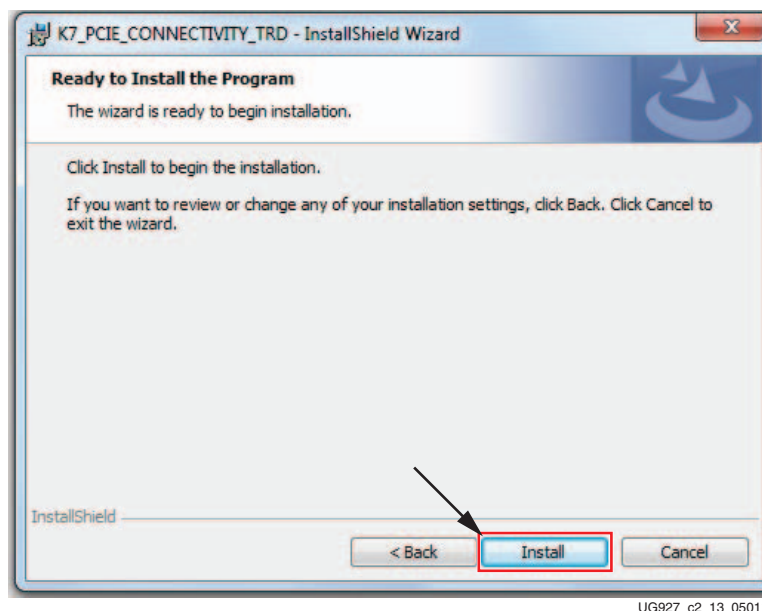 K7_PCIE_CONNECTIVITY_TRD - InstallShield Wizard
Ready to Install the Program
The wizard is ready to begin installation.
Click Install to begin the installation.
If you want to review or change any of your installation settings, click Back. Click Cancel to
exit the wizard.
InstallShield
< Back
Install
Cancel
UG927_c2_13_0501